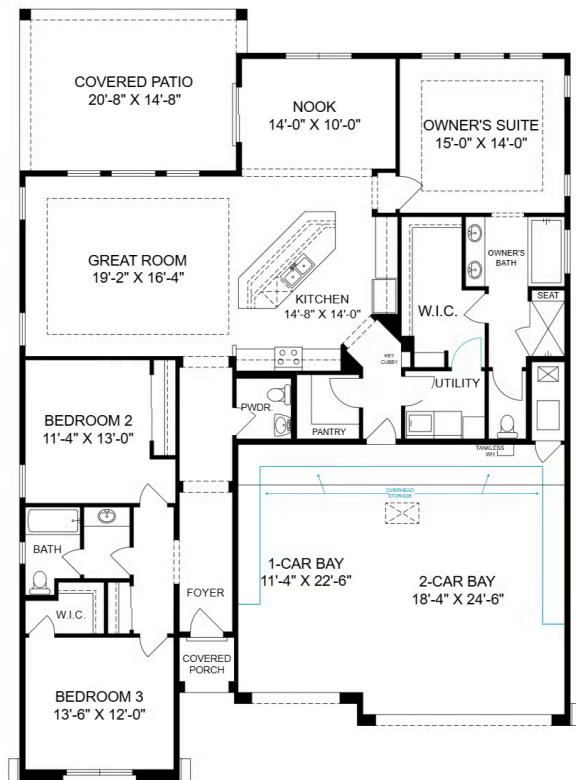 COVERED PATIO
20'-8" X 14'-8"
NOOK
14'-0" X 10'-0"
OWNER'S SUITE
15'-0" X 14'-0"
GREAT ROOM
19'-2" X 16'-4"
KITCHEN
14'-8" X 14'-0"
OWNER'S
BATH
SEAT
W.I.C.
KEY
CUBBY
UTILITY
PWDR.
PANTRY
BEDROOM 2
11'-4" X 13'-0"
TANKLESS
WH
OVERHEAD
STORAGE
BATH
1-CAR BAY
11'-4" X 22'-6"
2-CAR BAY
18'-4" X 24'-6"
FOYER
W.I.C.
COVERED
PORCH
BEDROOM 3
13'-6" X 12'-0"